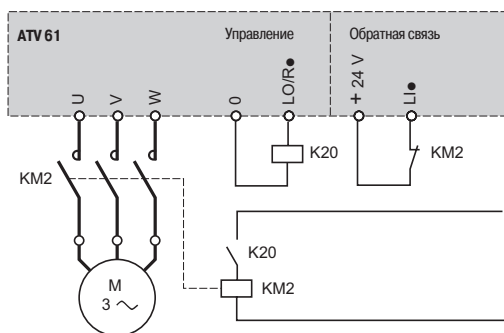 ATV 61
Управление
Обратная связь
U
V
W
0
LO/R●
+ 24 V
LI●
K20
KM2
KM2
K20
KM2
M
3 ~